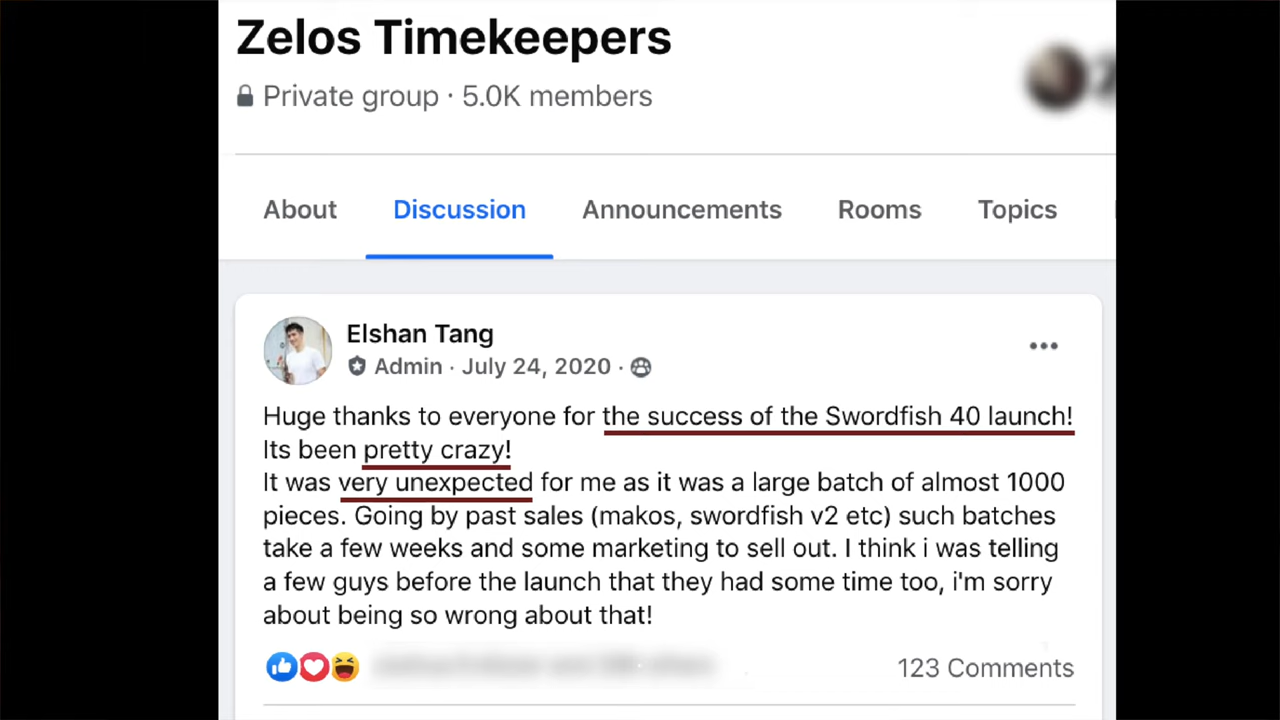 Zelos Timekeepers
Private group · 5.0K members
About Discussion Announcements Rooms Topics
Elshan Tang
Admin · July 24, 2020 ·
Huge thanks to everyone for the success of the Swordfish 40 launch!
Its been pretty crazy!
It was very unexpected for me as it was a large batch of almost 1000
pieces. Going by past sales (makos, swordfish v2 etc) such batches
take a few weeks and some marketing to sell out. I think i was telling
a few guys before the launch that they had some time too, i'm sorry
about being so wrong about that!
123 Comments